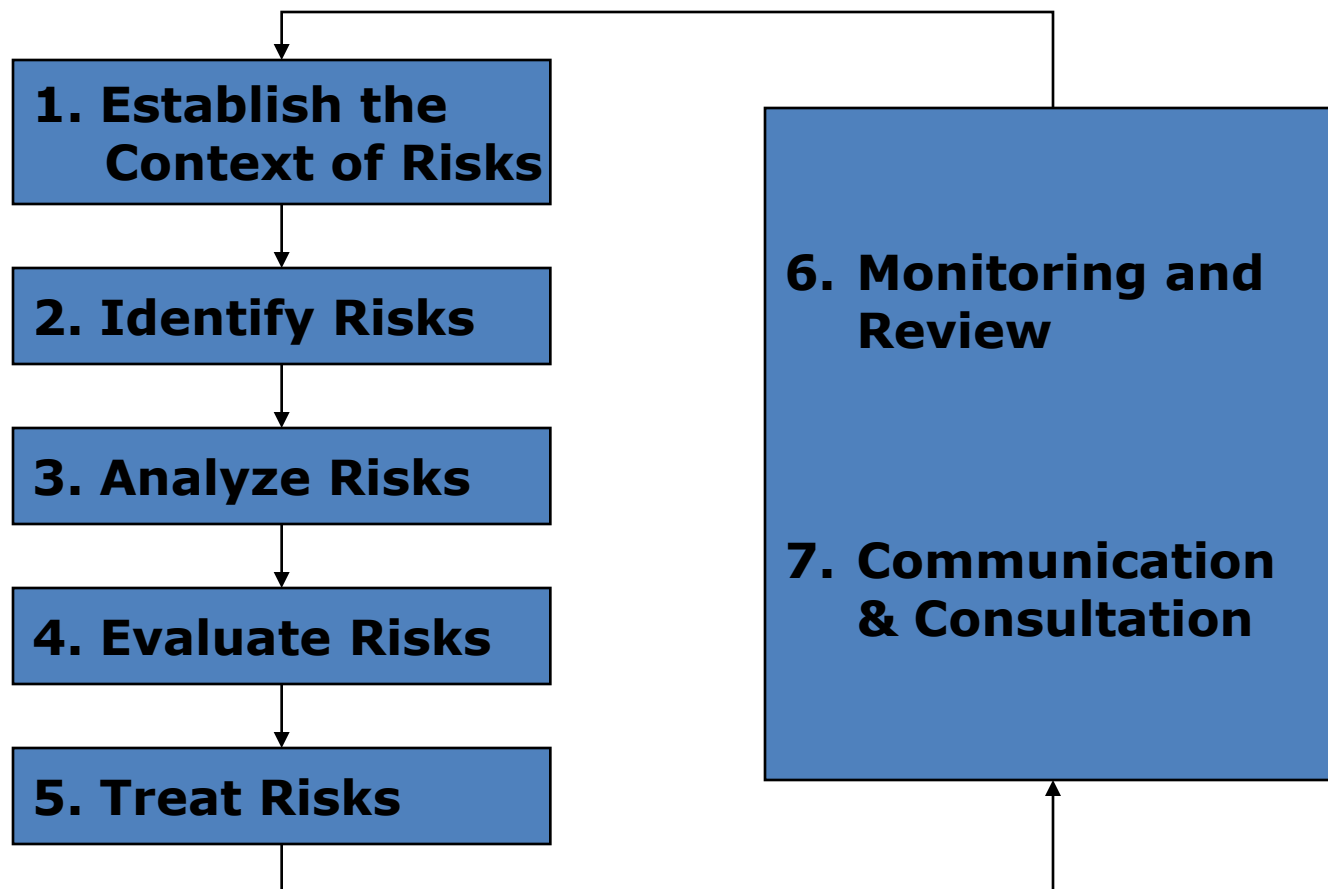 1. Establish the
Context of Risks
2. Identify Risks
3. Analyze Risks
4. Evaluate Risks
5. Treat Risks
6. Monitoring and
Review
7. Communication
& Consultation